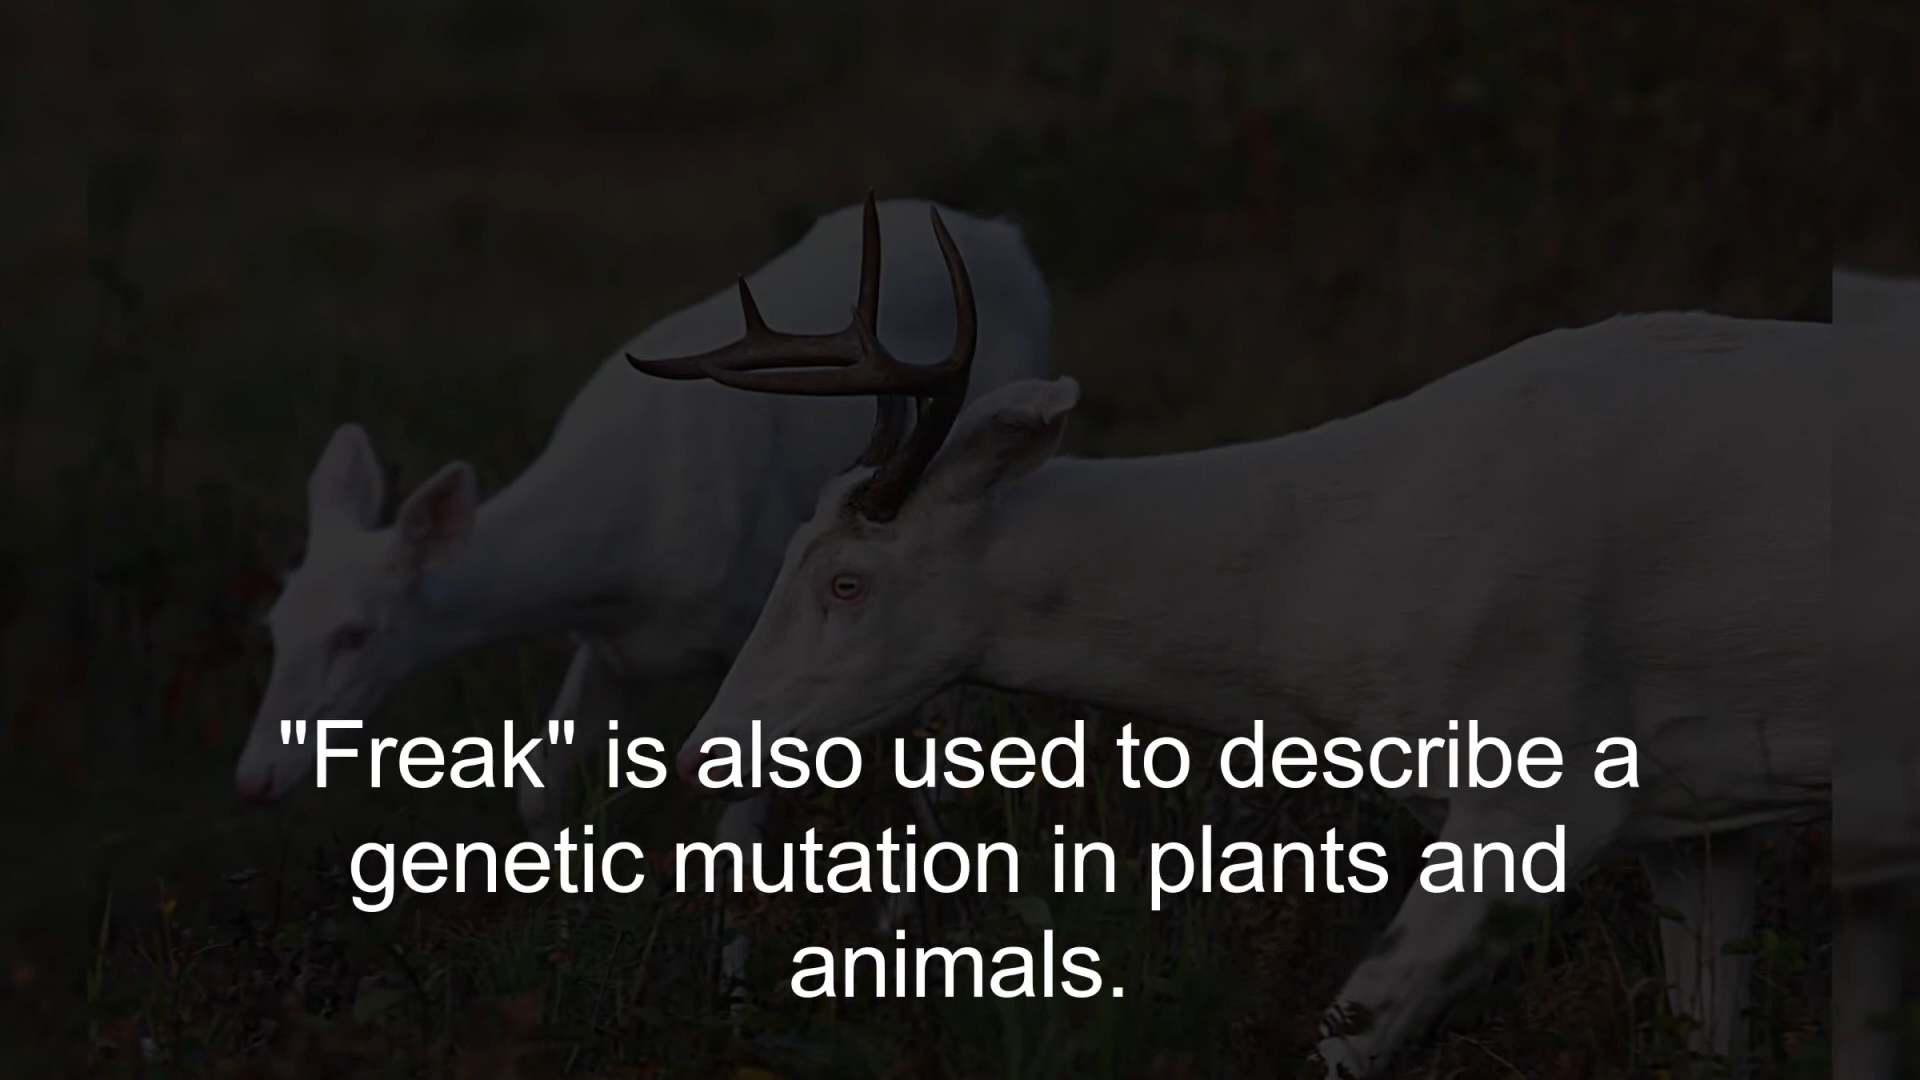 "Freak" is also used to describe a
genetic mutation in plants and
animals.